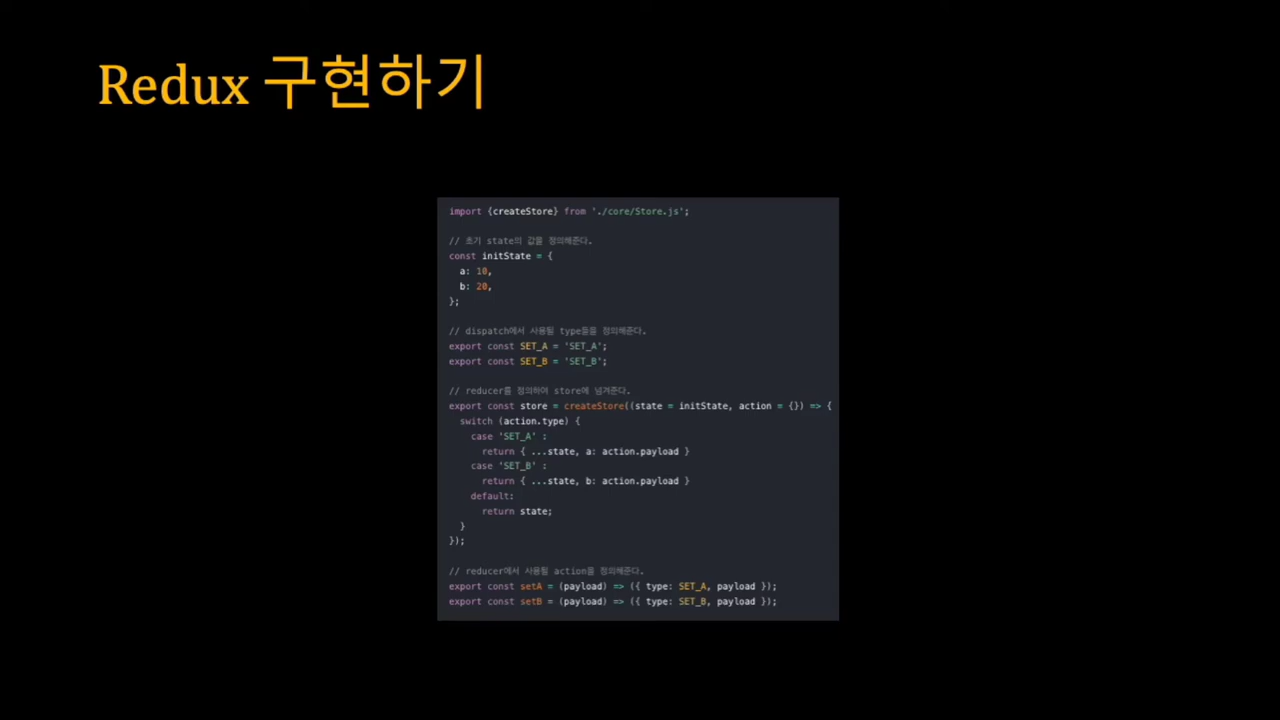 Redux 구현하기
import {createStore} from './core/Store.js';
// 초기 state의 값을 정의해준다.
const initState = {
a: 10,
b: 20,
};
// dispatch에서 사용될 type들을 정의해준다.
export const SET_A = 'SET_A';
export const SET_B = 'SET_B';
// reducer를 정의하여 store에 넘겨준다.
export const store = createStore((state = initState, action = {}) => {
switch (action.type) {
case 'SET_A' :
return { ...state, a: action.payload }
case 'SET_B' :
return { ...state, b: action.payload }
default:
return state;
}
});
// reducer에서 사용될 action을 정의해준다.
export const setA = (payload) => ({ type: SET_A, payload });
export const setB = (payload) => ({ type: SET_B, payload });